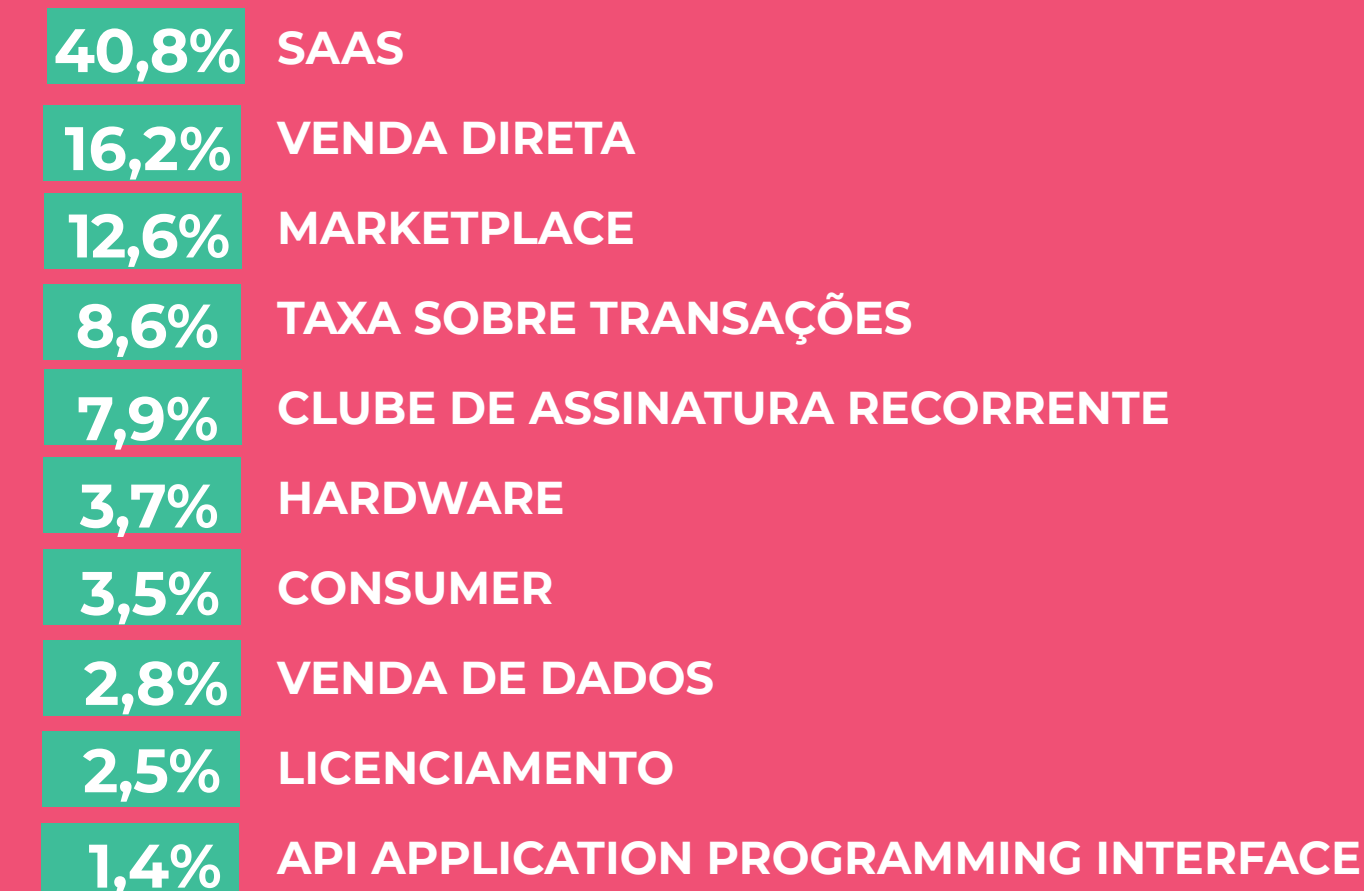 40,8% SAAS
16,2% VENDA DIRETA
12,6% MARKETPLACE
8,6% TAXA SOBRE TRANSAÇÕES
7,9% CLUBE DE ASSINATURA RECORRENTE
3,7% HARDWARE
3,5% CONSUMER
2,8% VENDA DE DADOS
2,5% LICENCIAMENTO
1,4% API APPLICATION PROGRAMMING INTERFACE